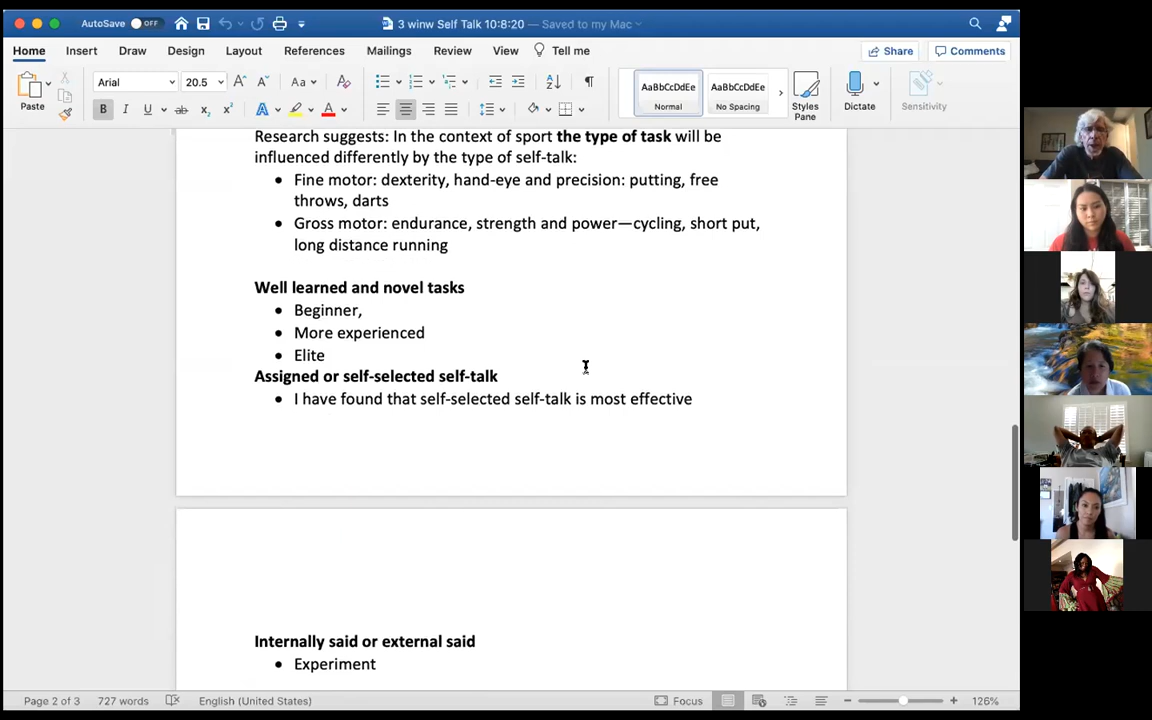 AutoSave OFF 3 winw Self Talk 10:8:20 — Saved to my Mac
Home Insert Draw Design Layout References Mailings Review View Tell me Share Comments
Arial 20.5 A A Aa A AaBbCcDdEe AaBbCcDdEe
Paste B I U ab x² x² A A Normal No Spacing Styles Pane Dictate Sensitivity
Research suggests: In the context of sport the type of task will be
influenced differently by the type of self-talk:
• Fine motor: dexterity, hand-eye and precision: putting, free
throws, darts
• Gross motor: endurance, strength and power—cycling, short put,
long distance running
Well learned and novel tasks
• Beginner,
• More experienced
• Elite
Assigned or self-selected self-talk
• I have found that self-selected self-talk is most effective
Internally said or external said
• Experiment
Page 2 of 3 727 words English (United States) Focus 126%